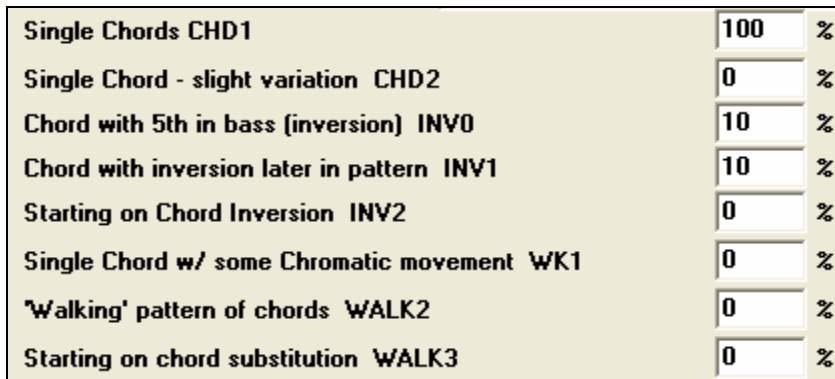 Single Chords CHD1 100 %
Single Chord - slight variation CHD2 0 %
Chord with 5th in bass (inversion) INV0 10 %
Chord with inversion later in pattern INV1 10 %
Starting on Chord Inversion INV2 0 %
Single Chord w/ some Chromatic movement WK1 0 %
'Walking' pattern of chords WALK2 0 %
Starting on chord substitution WALK3 0 %